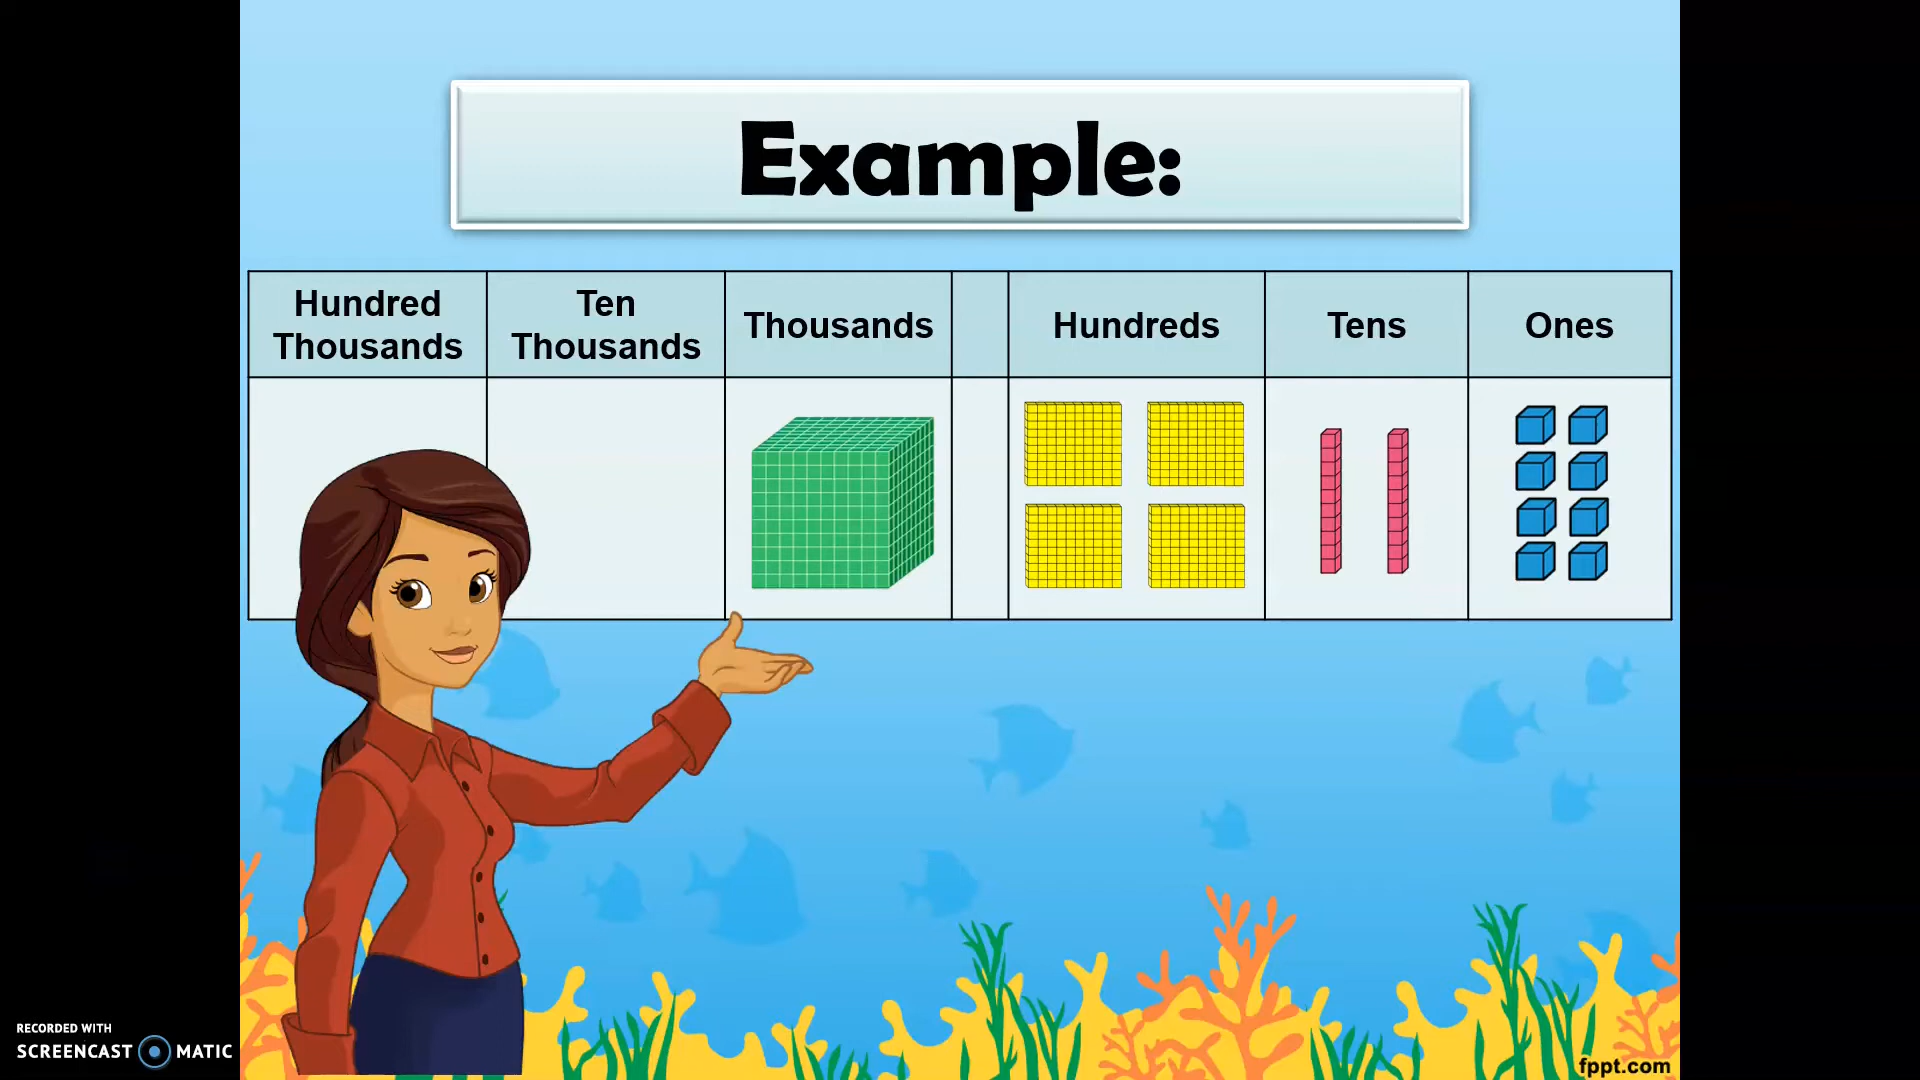 Example:
Hundred
Thousands
Ten
Thousands
Thousands
Hundreds
Tens
Ones
RECORDED WITH
SCREENCAST MATIC
fppt.com